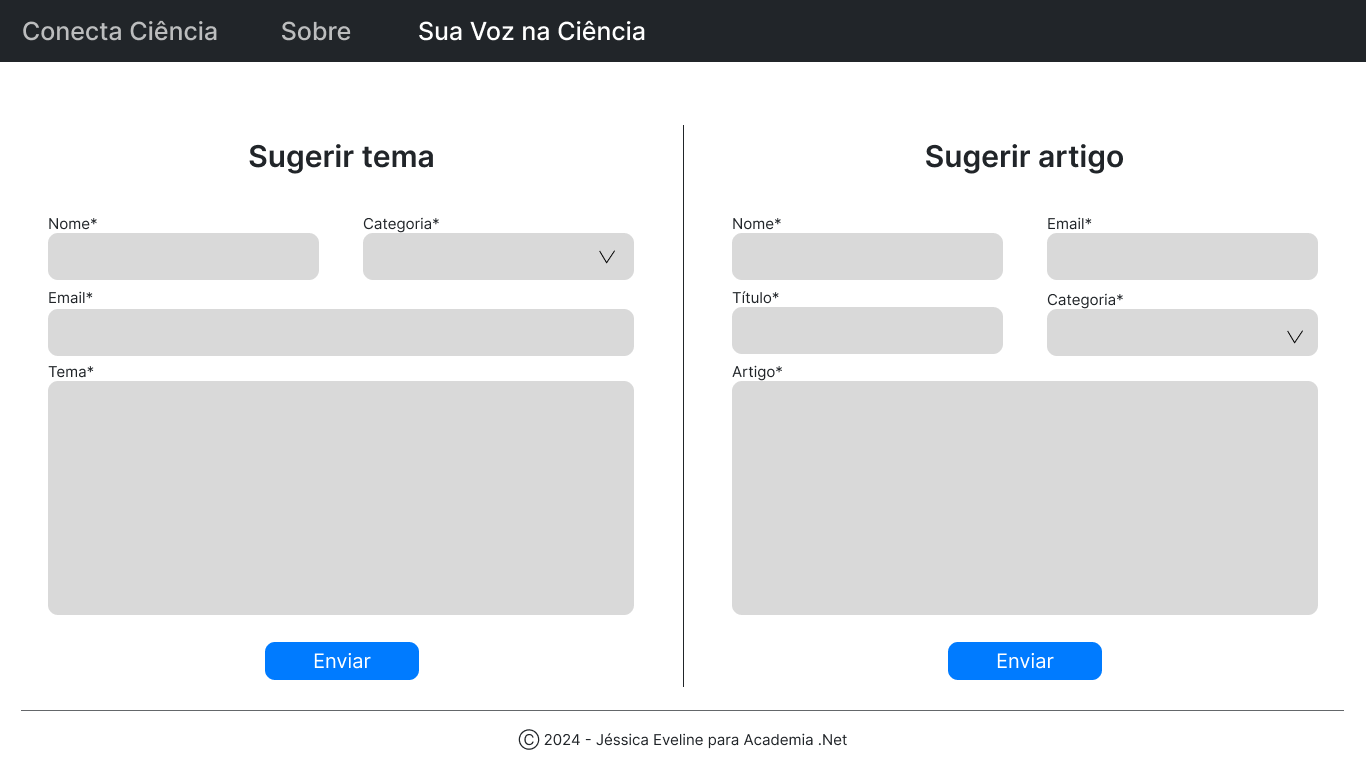 Conecta Ciência Sobre Sua Voz na Ciência
Sugerir tema
Nome* Categoria*
Email*
Tema*
Enviar
Sugerir artigo
Nome* Email*
Título* Categoria*
Artigo*
Enviar
© 2024 - Jéssica Eveline para Academia .Net